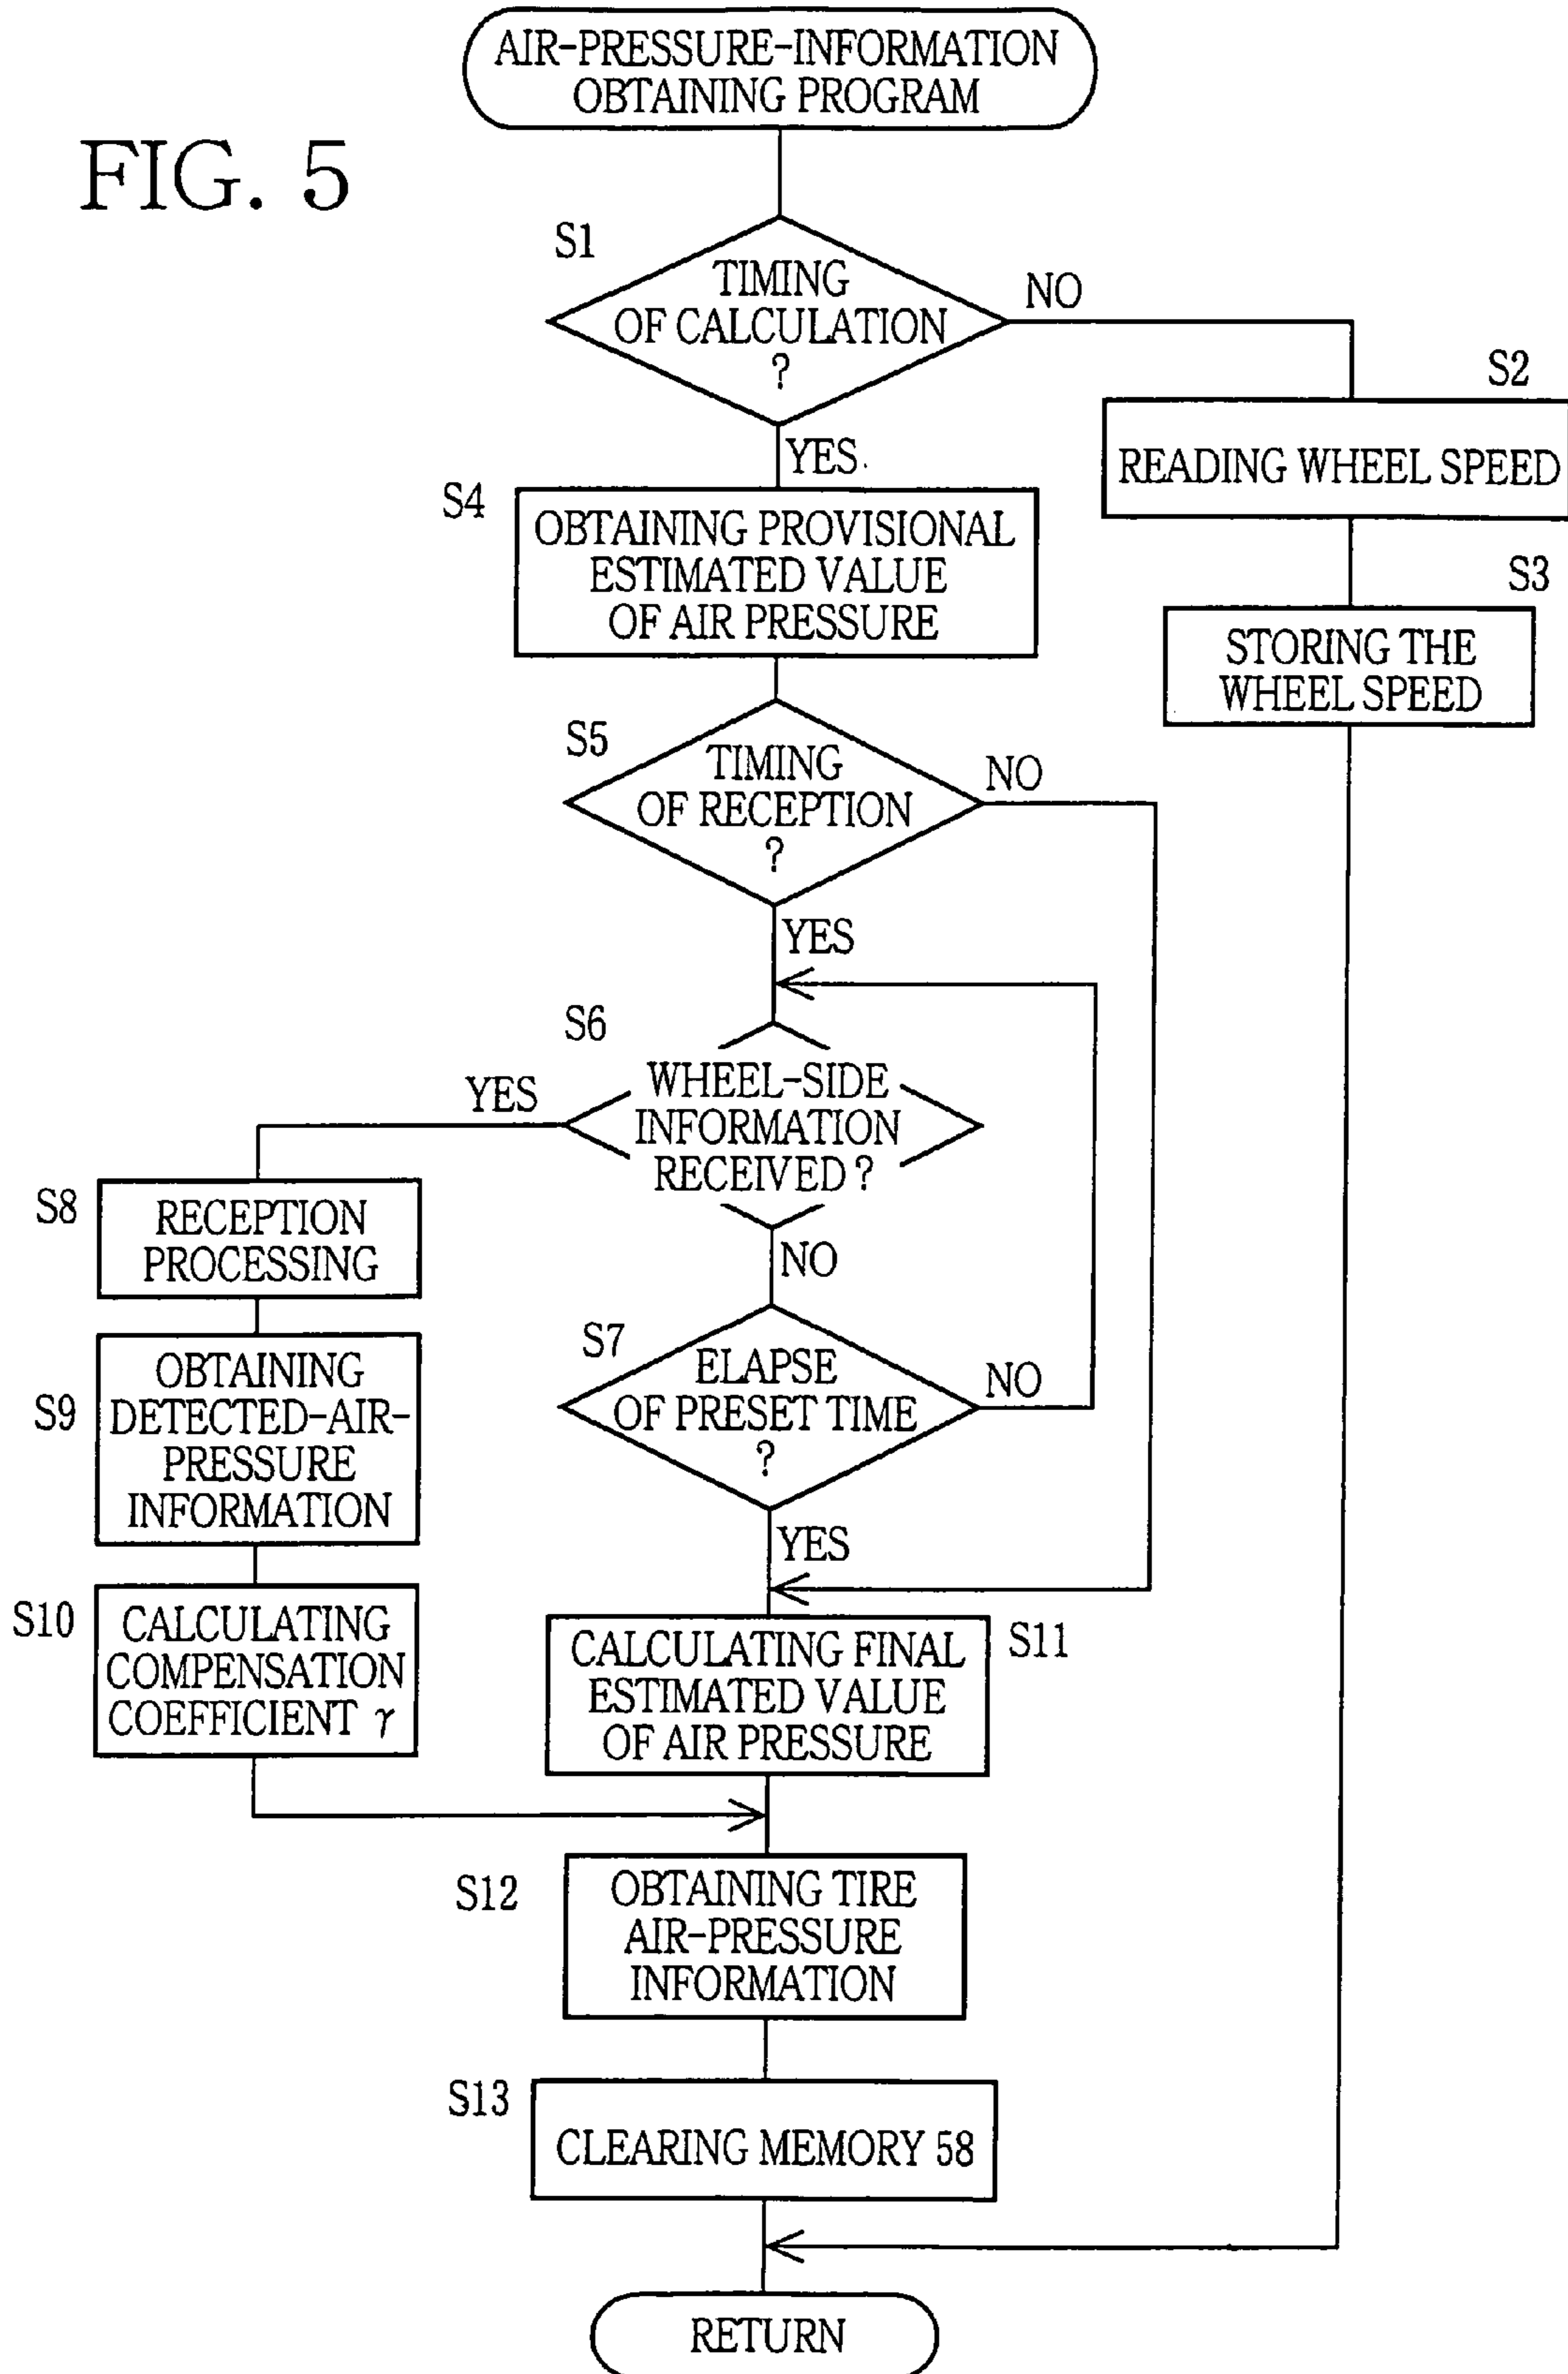 AIR-PRESSURE-INFORMATION
OBTAINING PROGRAM
FIG. 5
S1
TIMING
OF CALCULATION
?
NO
YES
S2
READING WHEEL SPEED
S3
STORING THE
WHEEL SPEED
S4
OBTAINING PROVISIONAL
ESTIMATED VALUE
OF AIR PRESSURE
S5
TIMING
OF RECEPTION
?
NO
YES
S6
WHEEL-SIDE
INFORMATION
RECEIVED ?
YES
NO
S7
ELAPSE
OF PRESET TIME
?
NO
YES
S8
RECEPTION
PROCESSING
S9
OBTAINING
DETECTED-AIR-
PRESSURE
INFORMATION
S10
CALCULATING
COMPENSATION
COEFFICIENT γ
S11
CALCULATING FINAL
ESTIMATED VALUE
OF AIR PRESSURE
S12
OBTAINING TIRE
AIR-PRESSURE
INFORMATION
S13
CLEARING MEMORY 58
RETURN